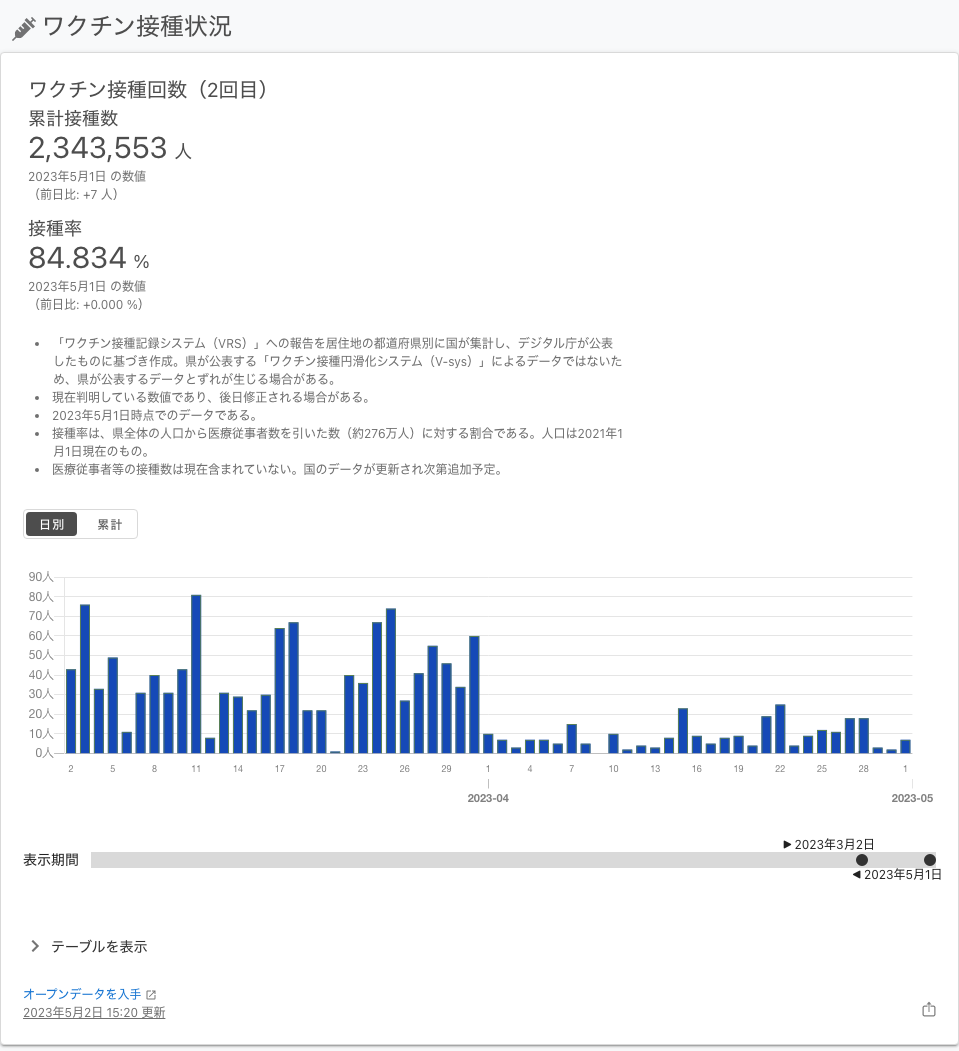 ワクチン接種状況
ワクチン接種回数（2回目）
累計接種数
2,343,553 人
2023年5月1日 の数値
（前日比: +7 人）
接種率
84.834 %
2023年5月1日 の数値
（前日比: +0.000 %）
• 「ワクチン接種記録システム（VRS）」への報告を居住地の都道府県別に国が集計し、デジタル庁が公表
したものに基づき作成。県が公表する「ワクチン接種円滑化システム（V-sys）」によるデータではないた
め、県が公表するデータとずれが生じる場合がある。
• 現在判明している数値であり、後日修正される場合がある。
• 2023年5月1日時点でのデータである。
• 接種率は、県全体の人口から医療従事者数を引いた数（約276万人）に対する割合である。人口は2021年1
月1日現在のもの。
• 医療従事者等の接種数は現在含まれていない。国のデータが更新され次第追加予定。
日別 累計
90人
80人
70人
60人
50人
40人
30人
20人
10人
0人
2 5 8 11 14 17 20 23 26 29 1 4 7 10 13 16 19 22 25 28 1
2023-04 2023-05
▶ 2023年3月2日
表示期間
◀ 2023年5月1日
テーブルを表示
オープンデータを入手
2023年5月2日 15:20 更新